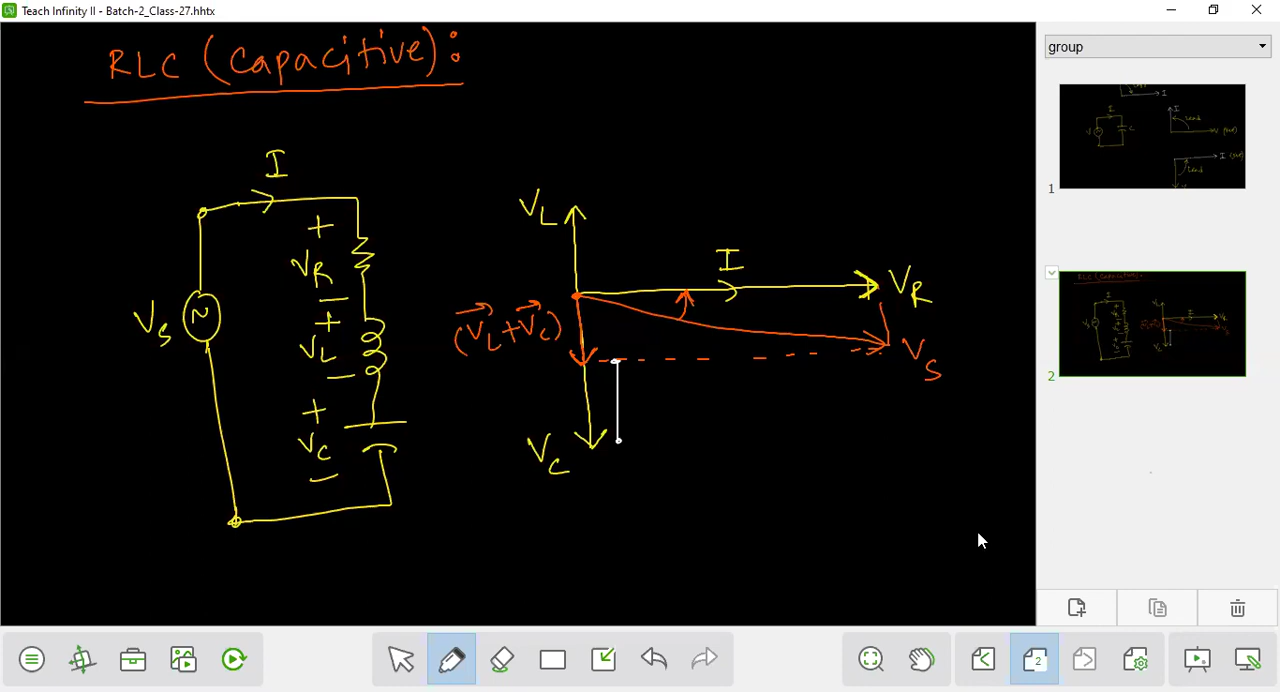 Teach Infinity II - Batch-2_Class-27.hhtx
RLC (Capacitive):
group
I
+
VR
−
+
VL
−
+
VC
−
VS
VL
I
VR
(VL+VC)
VS
VC
1
2
2